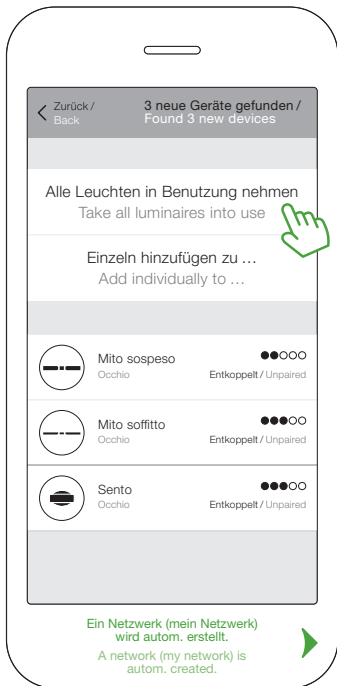 Zurück /
Back
3 neue Geräte gefunden /
Found 3 new devices
Alle Leuchten in Benutzung nehmen
Take all luminaires into use
Einzeln hinzufügen zu …
Add individually to …
Mito sospeso
Occhio
Entkoppelt / Unpaired
Mito soffitto
Occhio
Entkoppelt / Unpaired
Sento
Occhio
Entkoppelt / Unpaired
Ein Netzwerk (mein Netzwerk)
wird autom. erstellt.
A network (my network) is
autom. created.